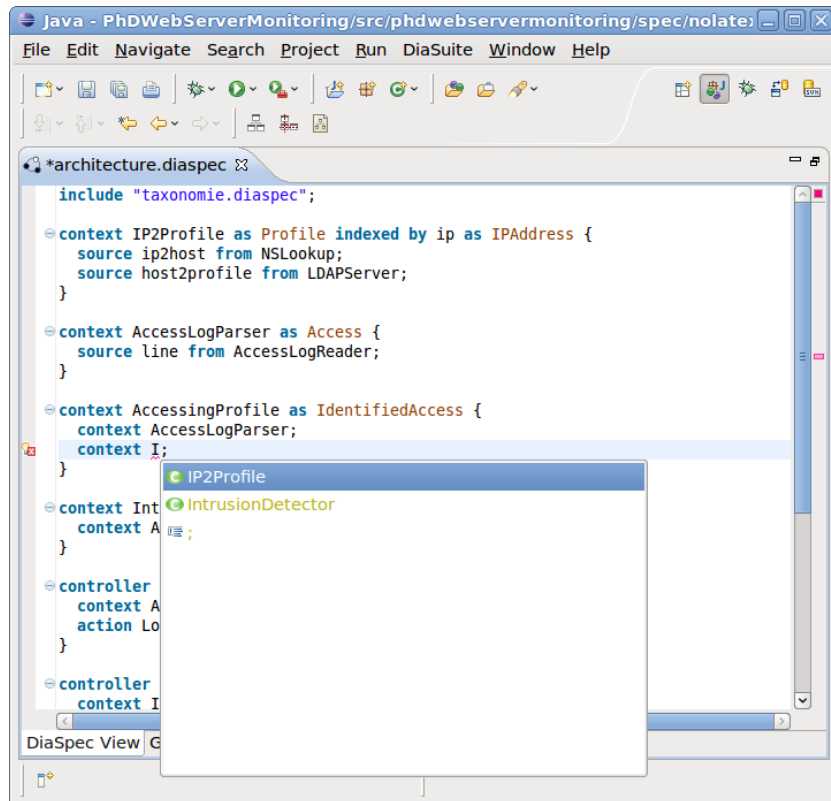 Java - PhDWebServerMonitoring/src/phdwebservermonitoring/spec/nolatex
File Edit Navigate Search Project Run DiaSuite Window Help
*architecture.diaspec
include "taxonomie.diaspec";
context IP2Profile as Profile indexed by ip as IPAddress {
source ip2host from NSLookup;
source host2profile from LDAPServer;
}
context AccessLogParser as Access {
source line from AccessLogReader;
}
context AccessingProfile as IdentifiedAccess {
context AccessLogParser;
context I;
}
IP2Profile
context Int
IntrusionDetector
context A
;
}
controller
context A
action Lo
}
controller
context I
DiaSpec View G